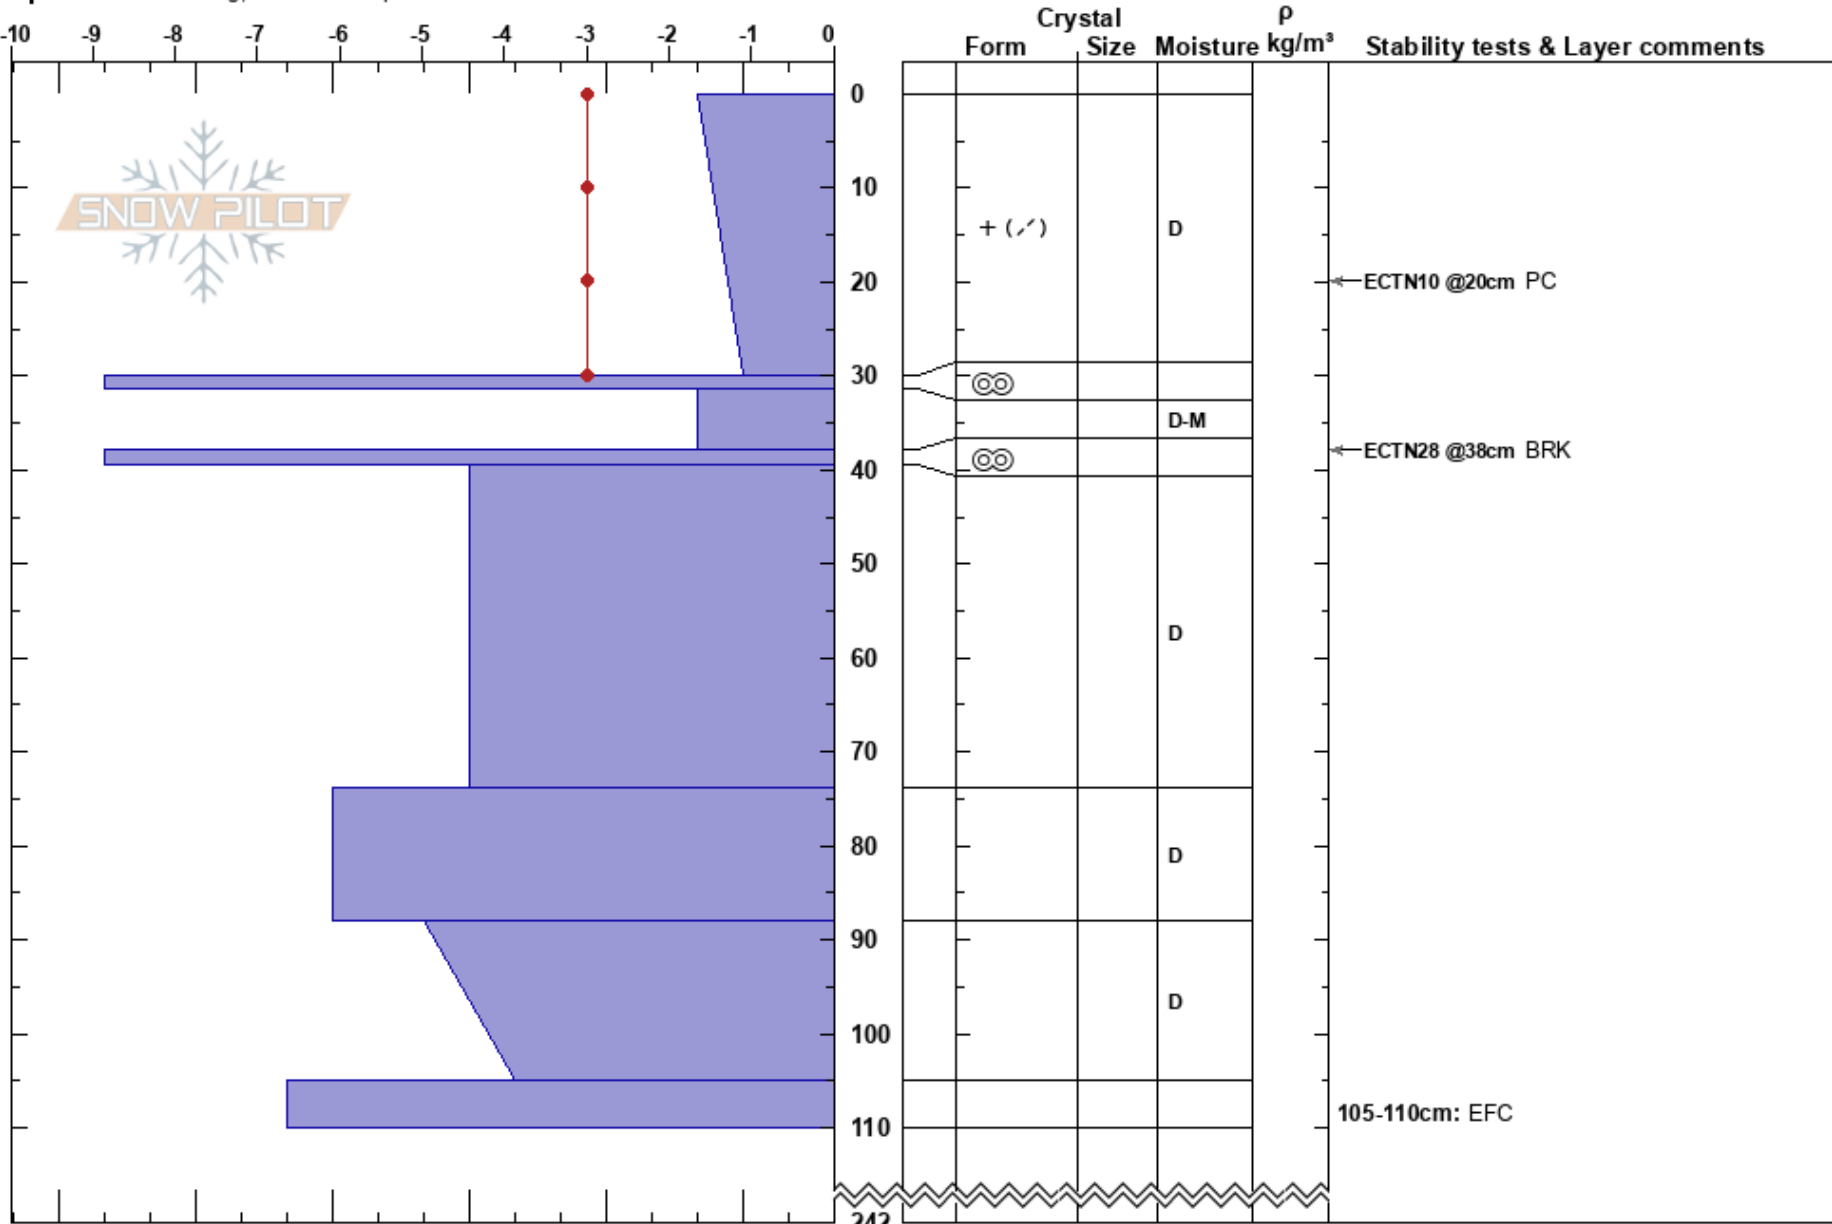 Crystal ρ
-10 -9 -8 -7 -6 -5 -4 -3 -2 -1 0 Form Size Moisture kg/m³ Stability tests & Layer comments
0
10
SNOW PILOT
+ (⟋) D
20 ECTN10 @20cm PC
30
D-M
ECTN28 @38cm BRK
40
50
60
D
70
80
D
90
D
100
105-110cm: EFC
110
242